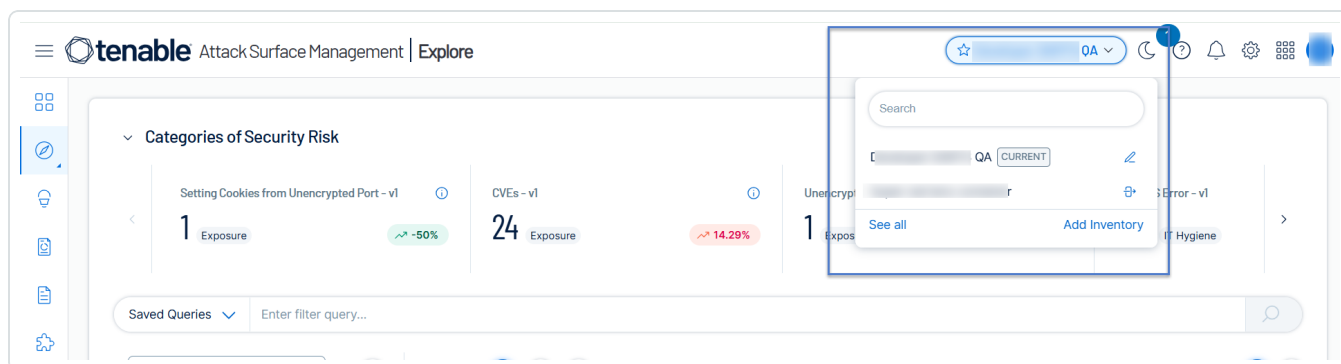 tenable Attack Surface Management | Explore
QA
1
Search
QA CURRENT
See all Add Inventory
Categories of Security Risk
Setting Cookies from Unencrypted Port - v1
1 Exposure
-50%
CVEs - v1
24 Exposure
14.29%
Unencrypt
1 Expos
S Error - v1
IT Hygiene
Saved Queries
Enter filter query...